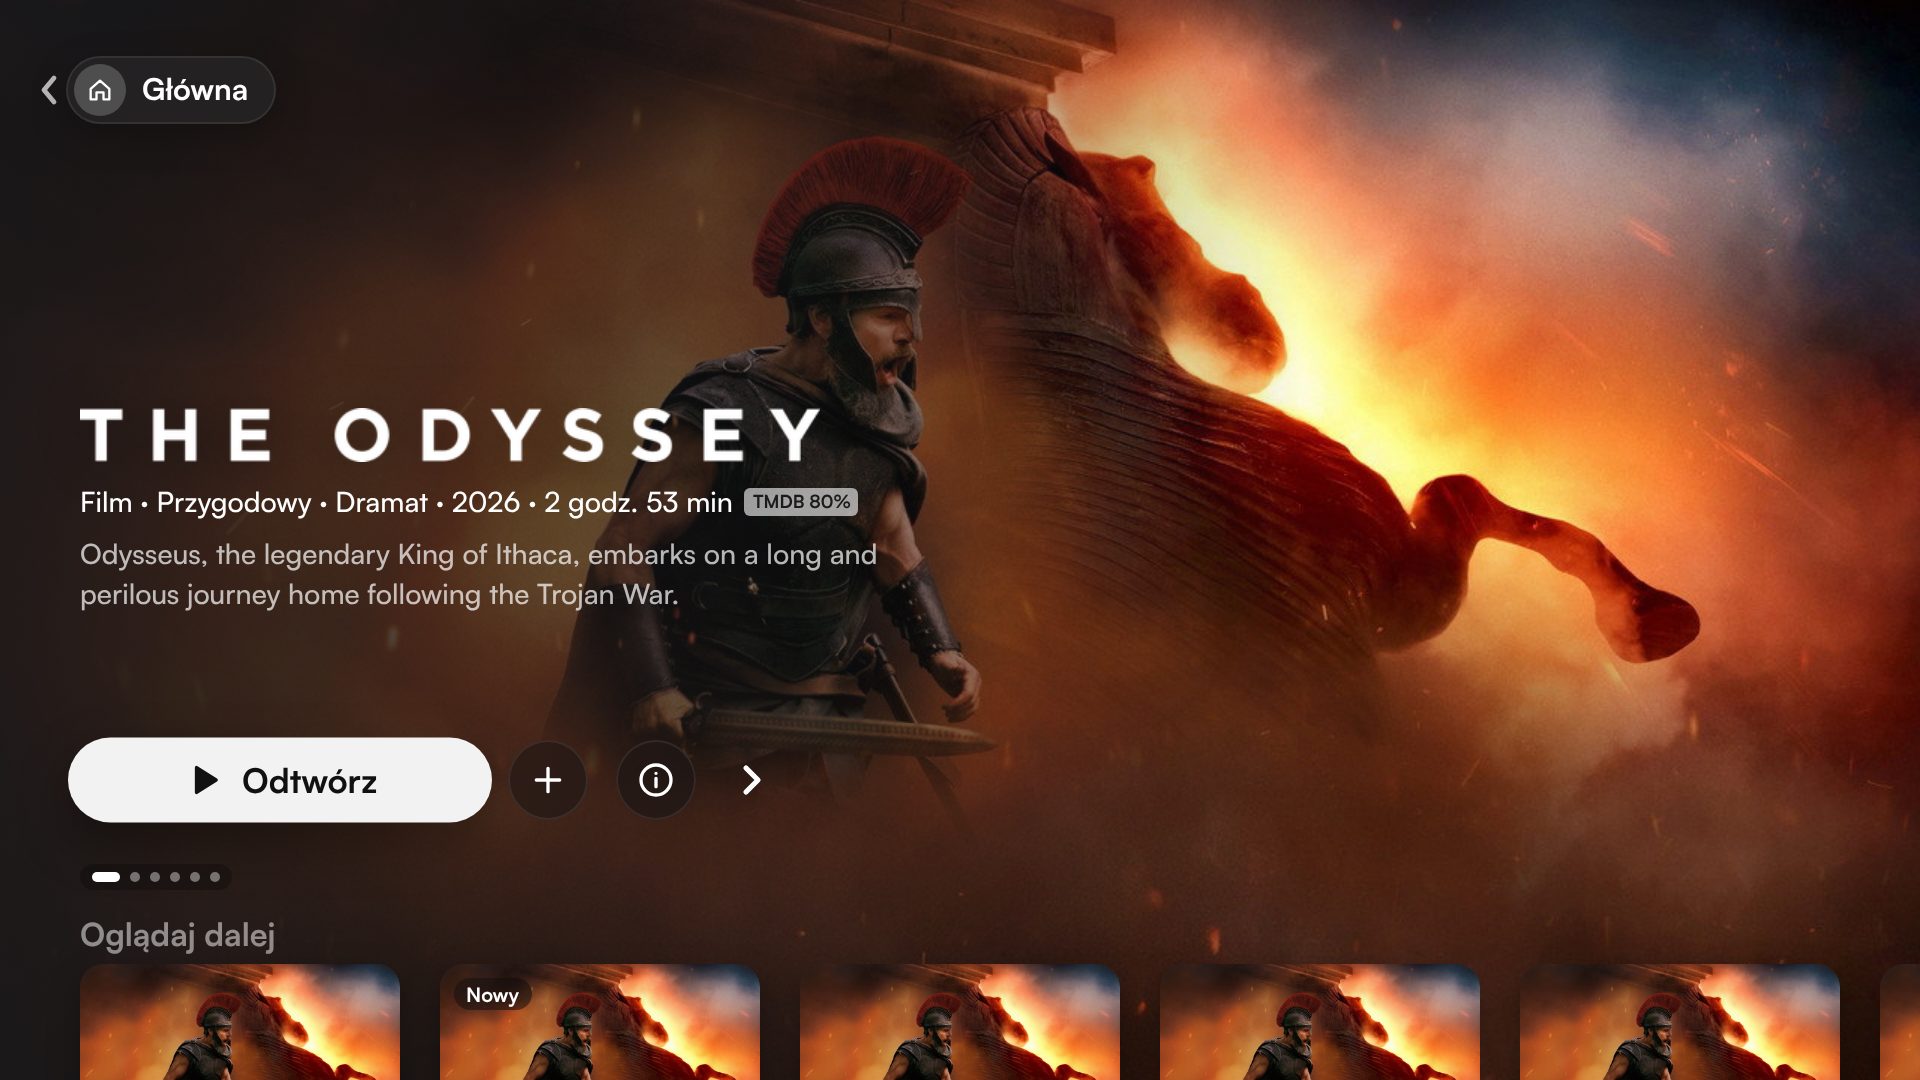 Główna
THE ODYSSEY
Film · Przygodowy · Dramat · 2026 · 2 godz. 53 min TMDB 80%
Odysseus, the legendary King of Ithaca, embarks on a long and
perilous journey home following the Trojan War.
Odtwórz
Oglądaj dalej
Nowy